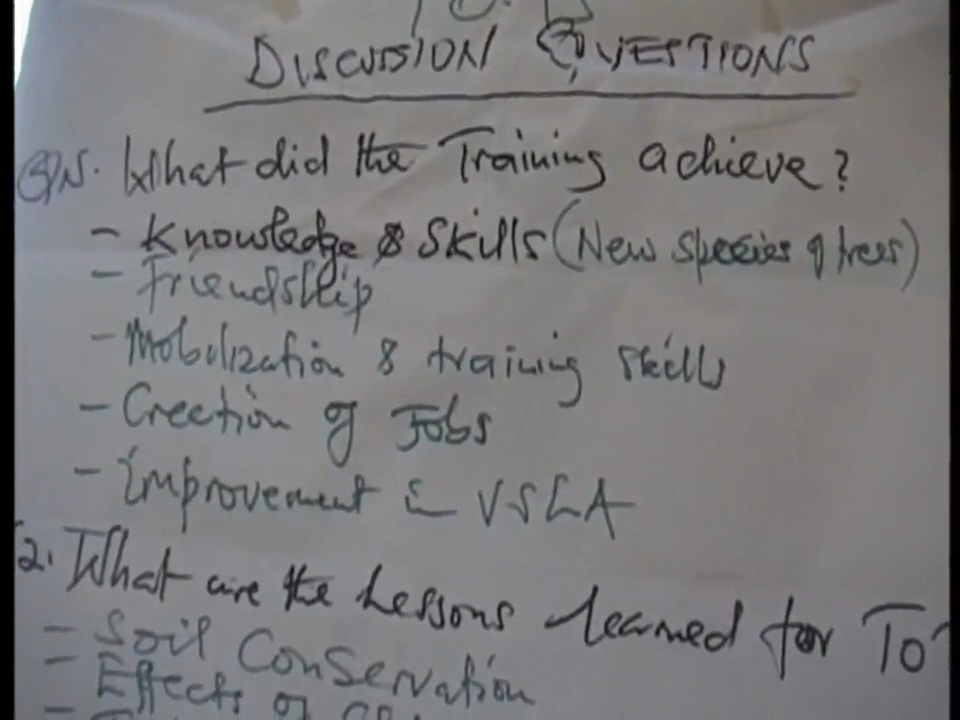 DISCUSSION QUESTIONS
QN. What did the Training achieve?
- Knowledge & Skills (New Species of trees)
- Friendship
- Mobilization & training skills
- Creation of Jobs
- improvement in VSLA
2. What are the Lessons learned for To
- Soil Conservation
- Effects of